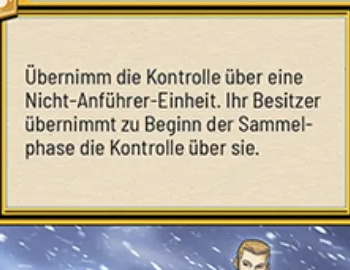 Übernimm die Kontrolle über eine
Nicht-Anführer-Einheit. Ihr Besitzer
übernimmt zu Beginn der Sammel-
phase die Kontrolle über sie.